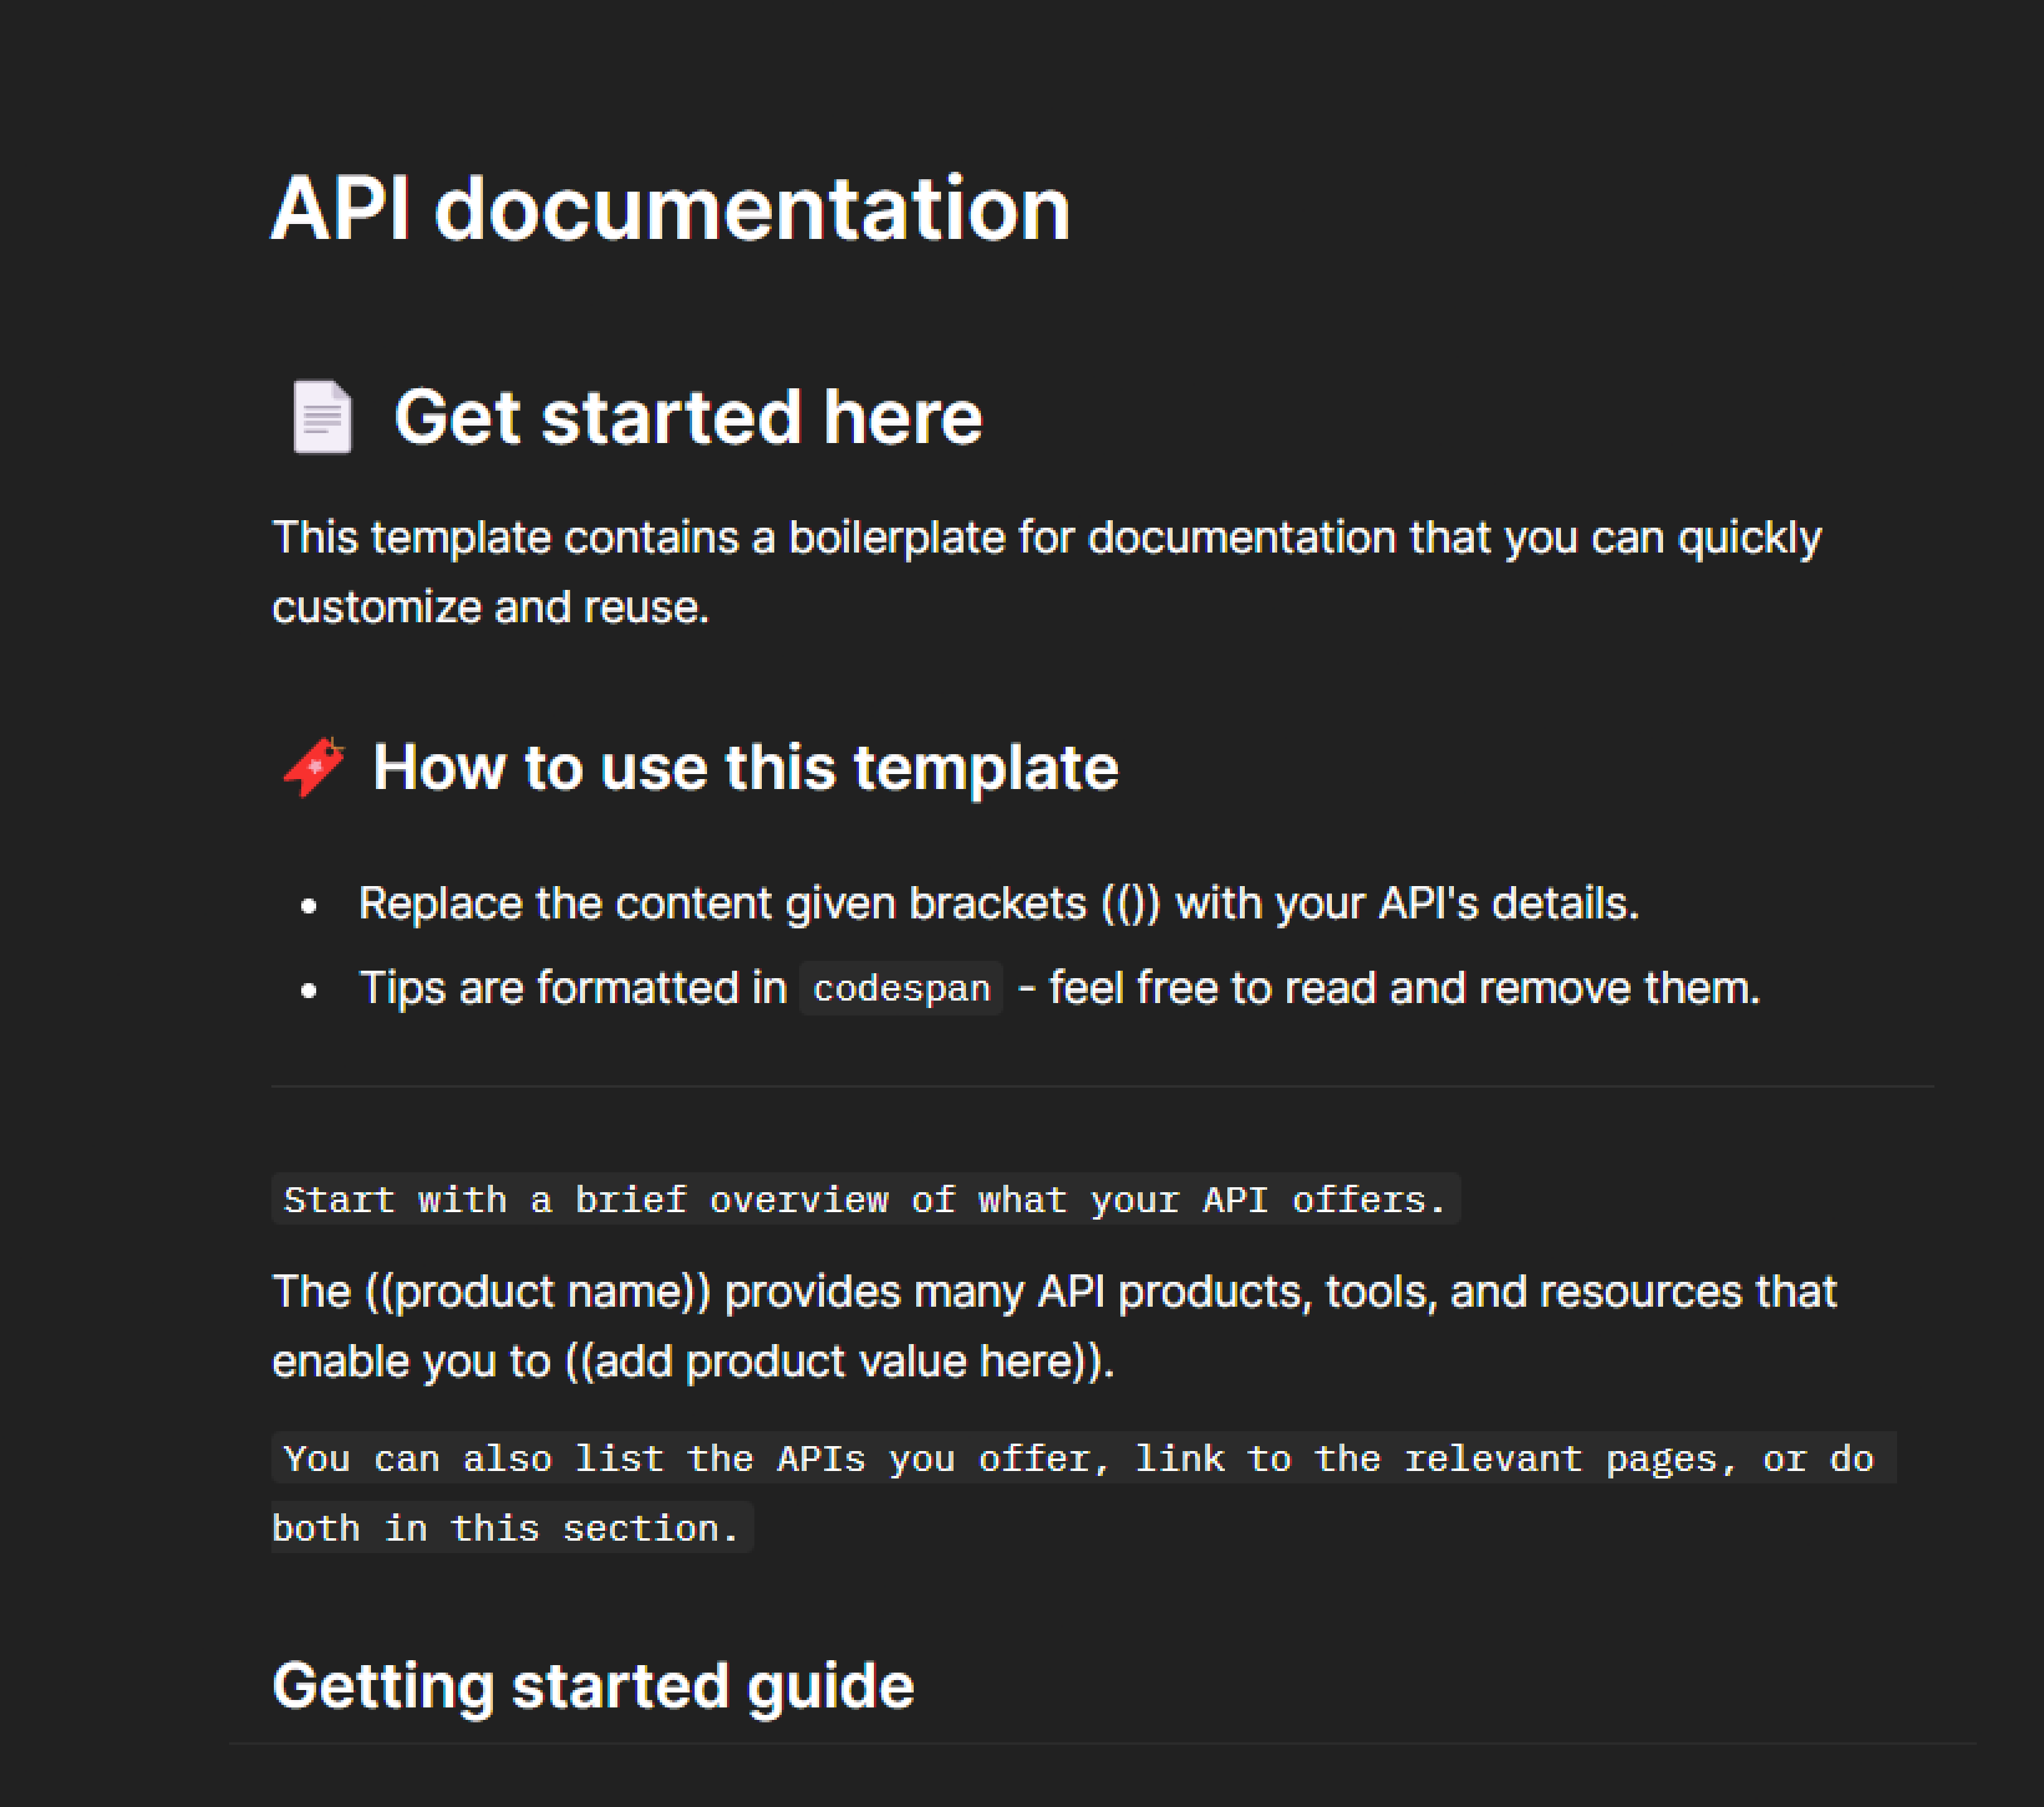 API documentation
Get started here
This template contains a boilerplate for documentation that you can quickly
customize and reuse.
How to use this template
Replace the content given brackets (()) with your API's details.
Tips are formatted in codespan - feel free to read and remove them.
Start with a brief overview of what your API offers.
The ((product name)) provides many API products, tools, and resources that
enable you to ((add product value here)).
You can also list the APIs you offer, link to the relevant pages, or do
both in this section.
Getting started guide